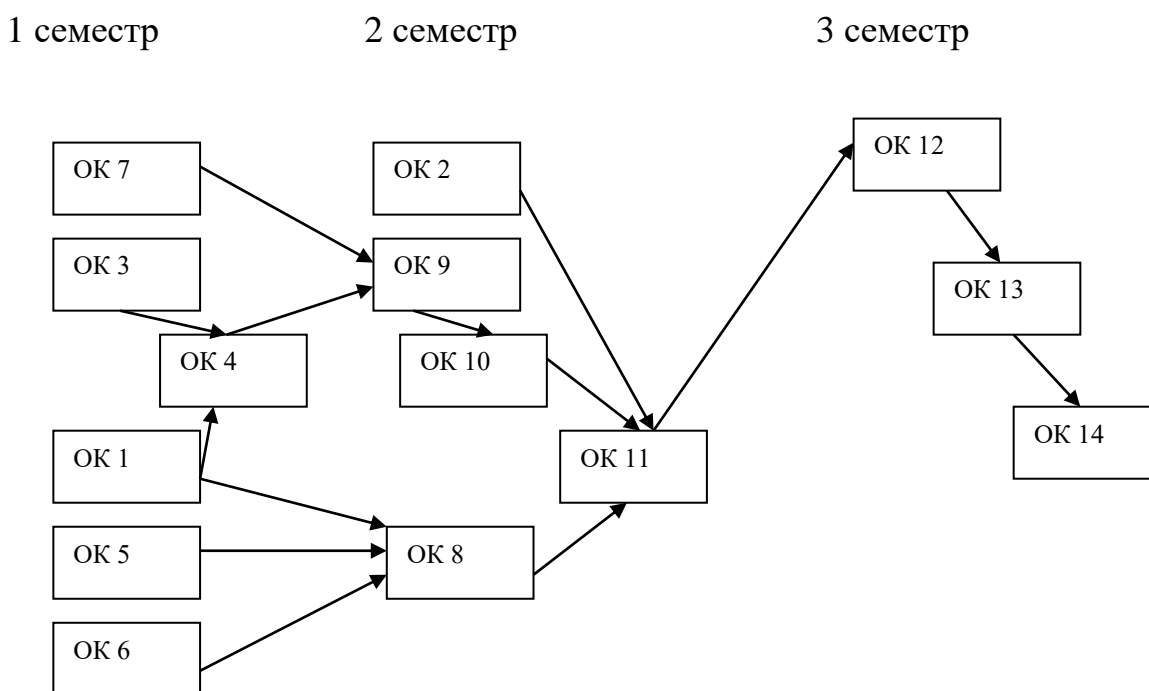 1 семестр 2 семестр 3 семестр
ОК 12
ОК 7 ОК 2
ОК 3 ОК 9
ОК 13
ОК 4 ОК 10
ОК 14
ОК 1 ОК 11
ОК 5 ОК 8
ОК 6